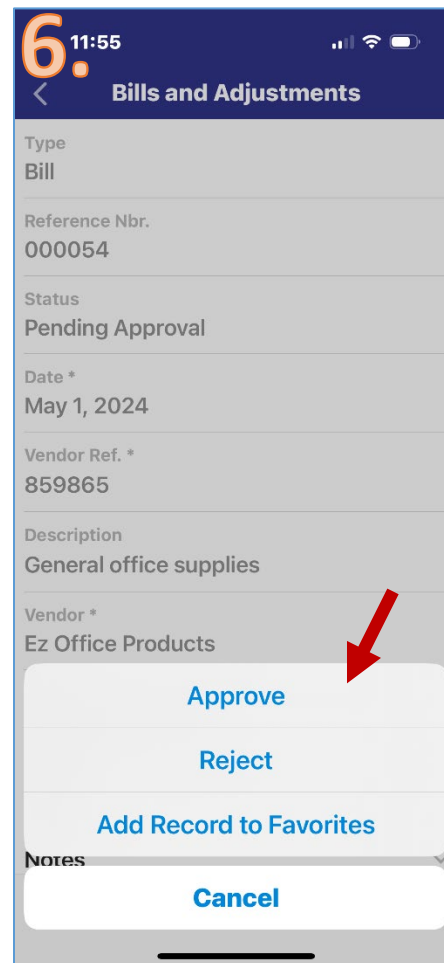 6.
11:55
Bills and Adjustments
Type
Bill
Reference Nbr.
000054
Status
Pending Approval
Date *
May 1, 2024
Vendor Ref. *
859865
Description
General office supplies
Vendor *
Ez Office Products
Approve
Reject
Add Record to Favorites
Notes
Cancel